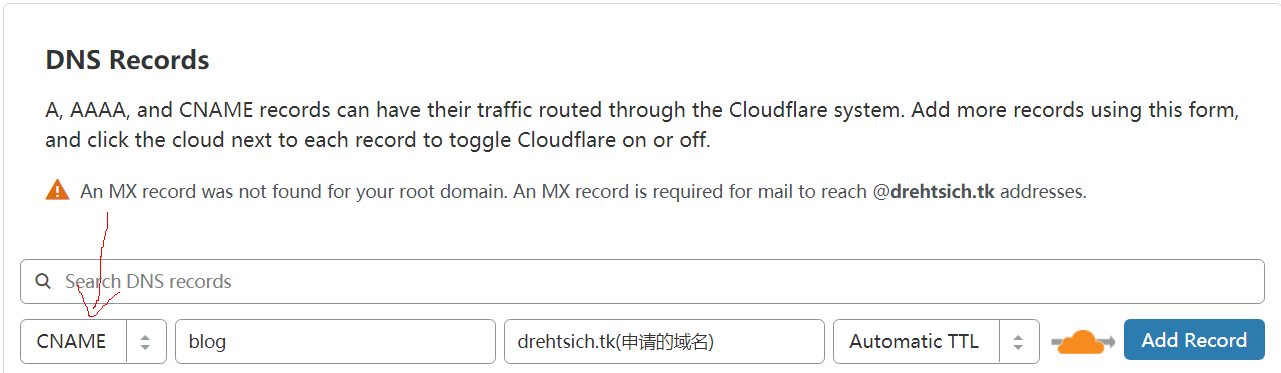 DNS Records
A, AAAA, and CNAME records can have their traffic routed through the Cloudflare system. Add more records using this form,
and click the cloud next to each record to toggle Cloudflare on or off.
An MX record was not found for your root domain. An MX record is required for mail to reach @drehtsich.tk addresses.
Search DNS records
CNAME blog drehtsich.tk(申请的域名) Automatic TTL Add Record